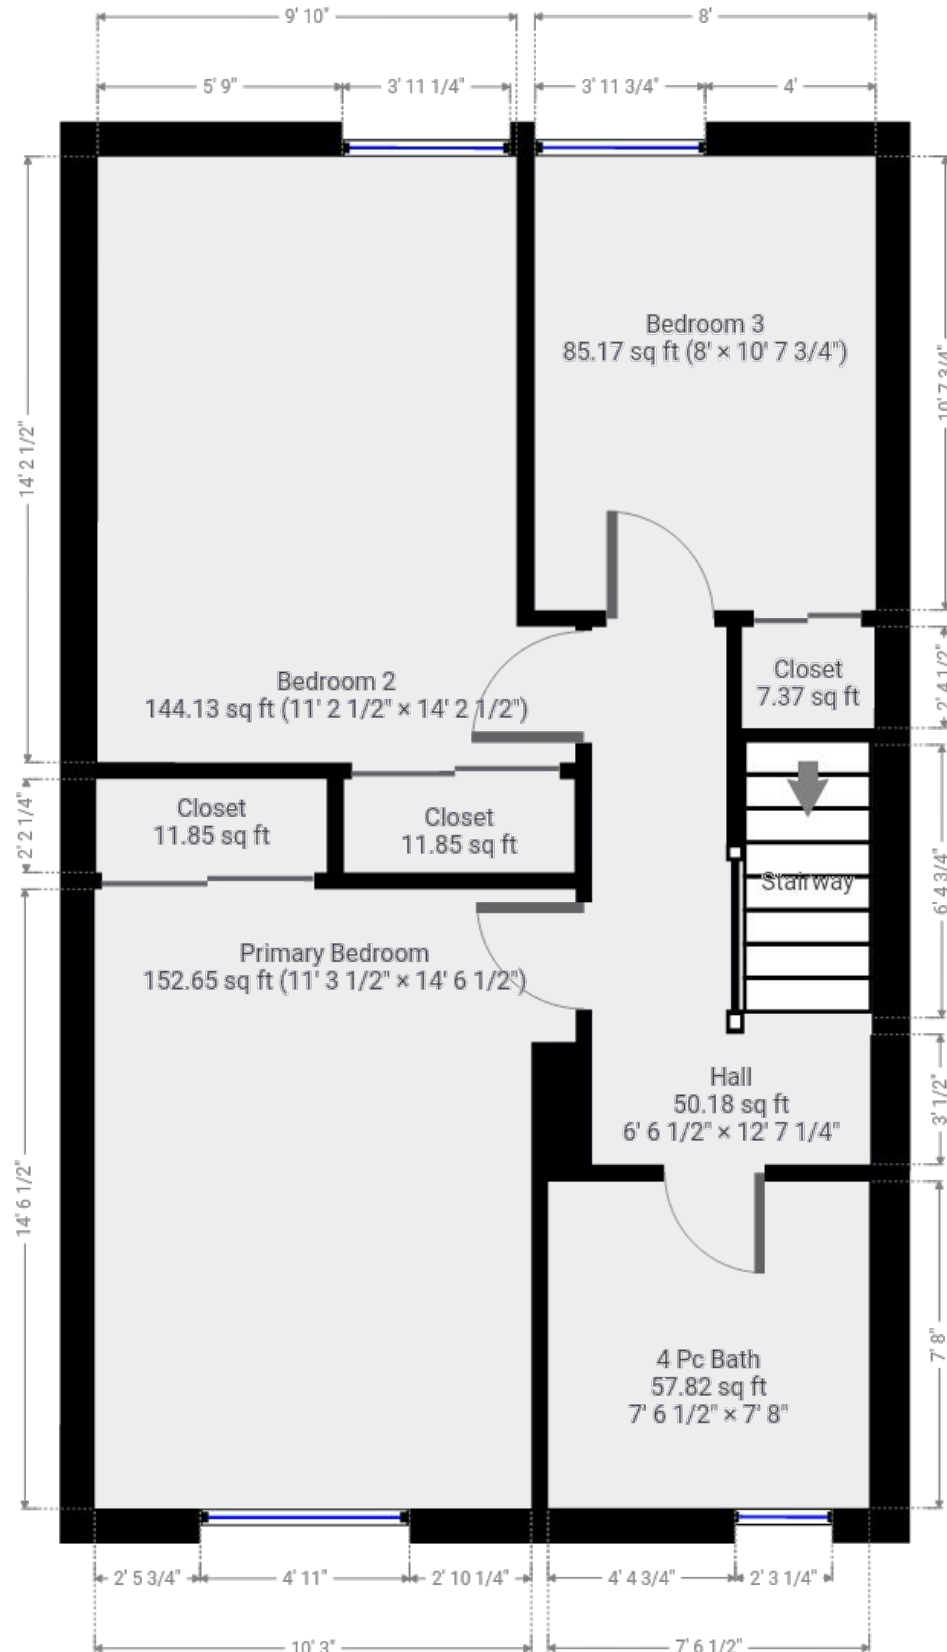 9' 10"
8'
5' 9"
3' 11 1/4"
3' 11 3/4"
4'
14' 2 1/2"
10' 7 3/4"
Bedroom 3
85.17 sq ft (8' × 10' 7 3/4")
Bedroom 2
144.13 sq ft (11' 2 1/2" × 14' 2 1/2")
Closet
7.37 sq ft
2' 4 1/2"
2' 2 1/4"
Closet
11.85 sq ft
Closet
11.85 sq ft
Stairway
6' 4 3/4"
Primary Bedroom
152.65 sq ft (11' 3 1/2" × 14' 6 1/2")
Hall
50.18 sq ft
6' 6 1/2" × 12' 7 1/4"
3' 1/2"
14' 6 1/2"
4 Pc Bath
57.82 sq ft
7' 6 1/2" × 7' 8"
7' 8"
2' 5 3/4"
4' 11"
2' 10 1/4"
4' 4 3/4"
2' 3 1/4"
10' 3"
7' 6 1/2"